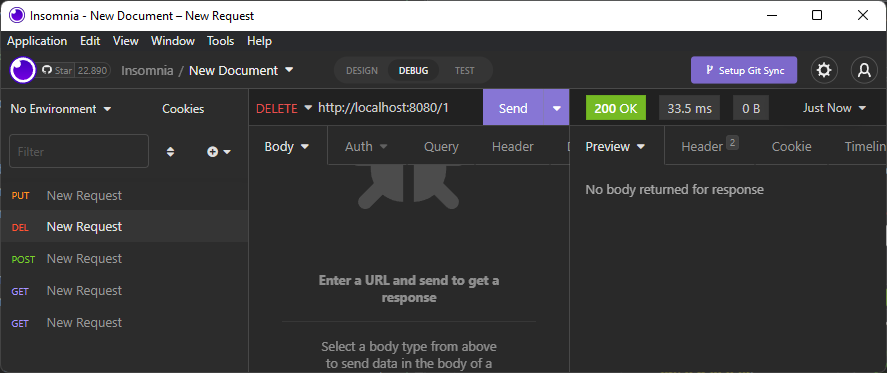 Insomnia - New Document – New Request
Application Edit View Window Tools Help
Star 22.890 Insomnia / New Document DESIGN DEBUG TEST Setup Git Sync
No Environment Cookies DELETE http://localhost:8080/1 Send 200 OK 33.5 ms 0 B Just Now
Filter Body Auth Query Header Preview Header 2 Cookie Timelin
PUT New Request
DEL New Request
POST New Request
GET New Request
GET New Request
Enter a URL and send to get a
response
Select a body type from above
to send data in the body of a
No body returned for response